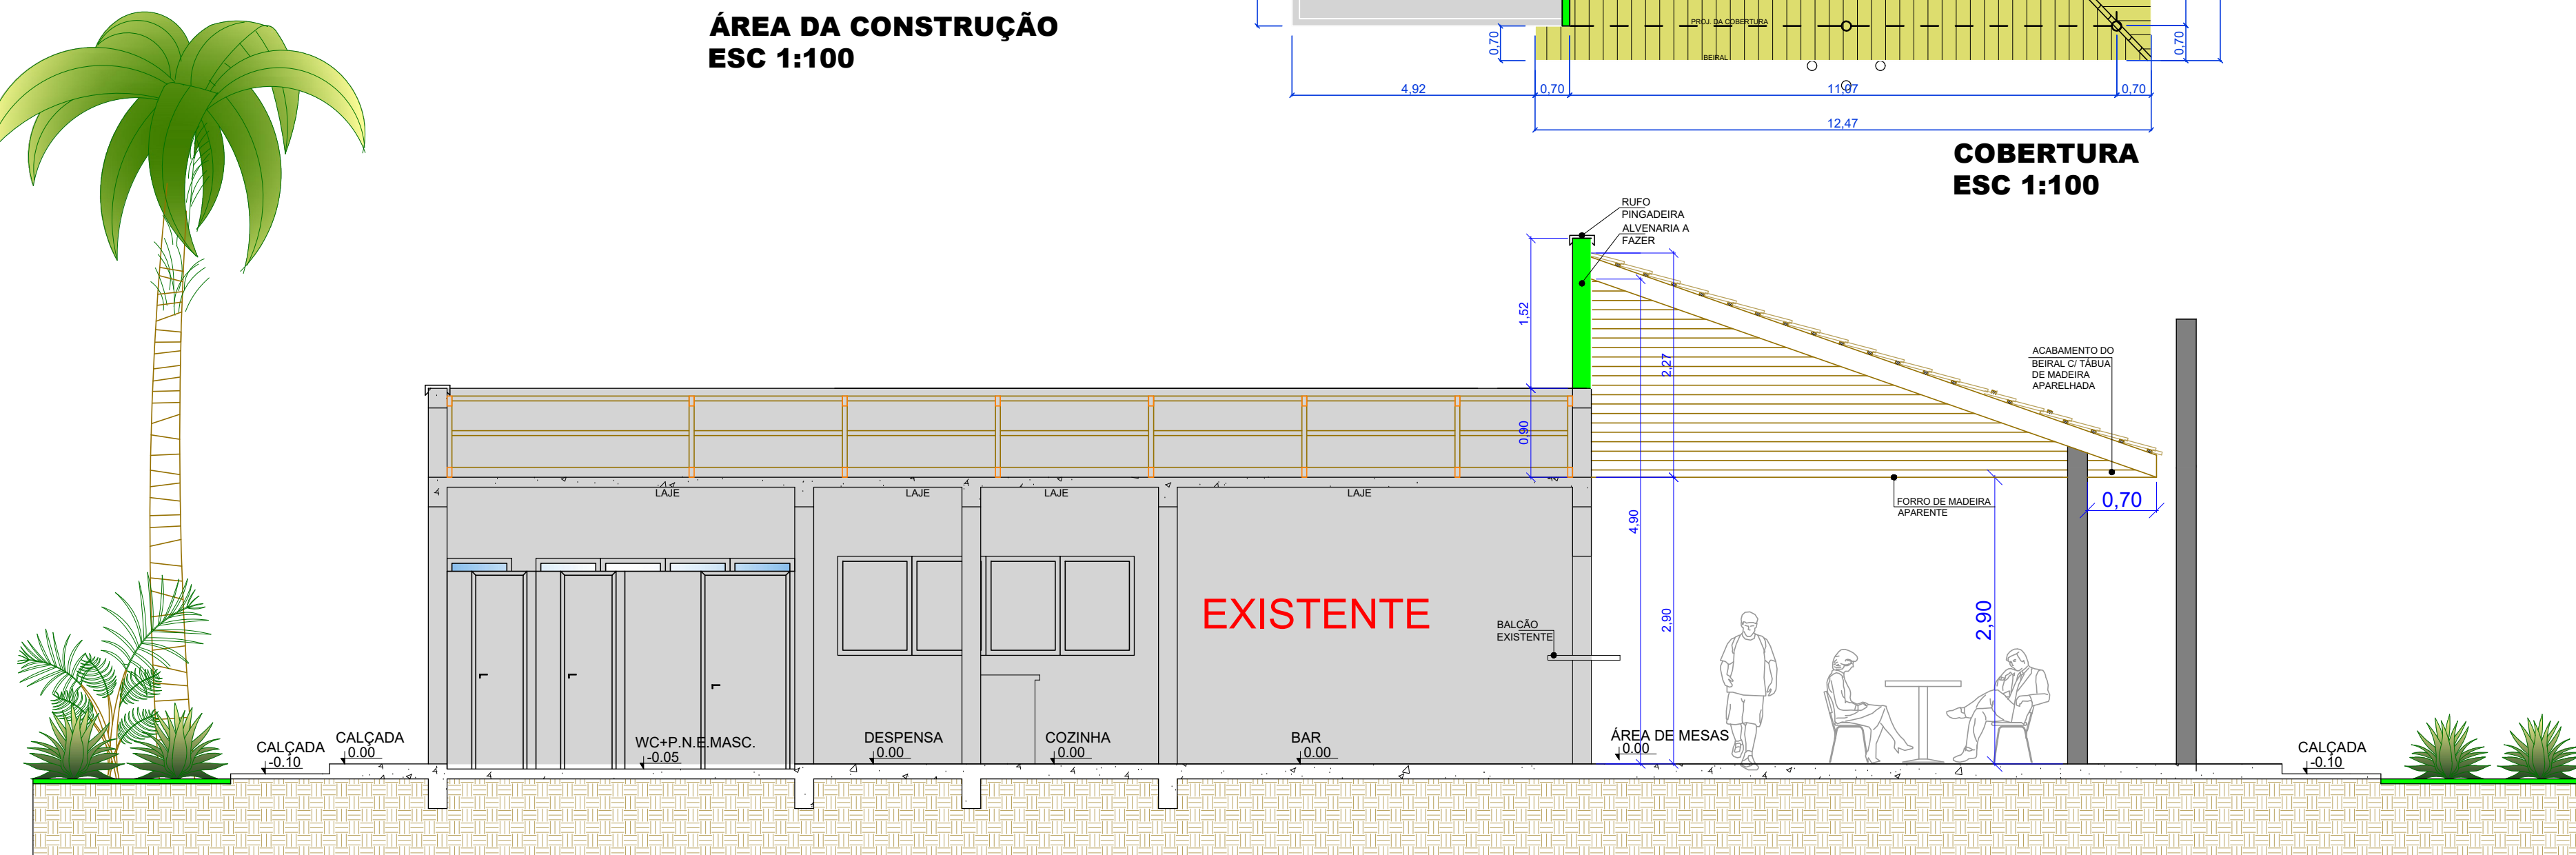 ÁREA DA CONSTRUÇÃO
ESC 1:100
PROJ. DA COBERTURA
BEIRAL
0,70
0,70
4,92
0,70
11,07
0,70
12,47
COBERTURA
ESC 1:100
RUFO
PINGADEIRA
ALVENARIA A
FAZER
1,52
2,27
0,90
4,90
2,90
ACABAMENTO DO
BEIRAL C/ TÁBUA
DE MADEIRA
APARELHADA
FORRO DE MADEIRA
APARENTE
0,70
2,90
LAJE
LAJE
LAJE
LAJE
EXISTENTE
BALCÃO
EXISTENTE
CALÇADA
-0.10
CALÇADA
0.00
WC+P.N.E.MASC.
-0.05
DESPENSA
0.00
COZINHA
0.00
BAR
0.00
ÁREA DE MESAS
0.00
CALÇADA
-0.10